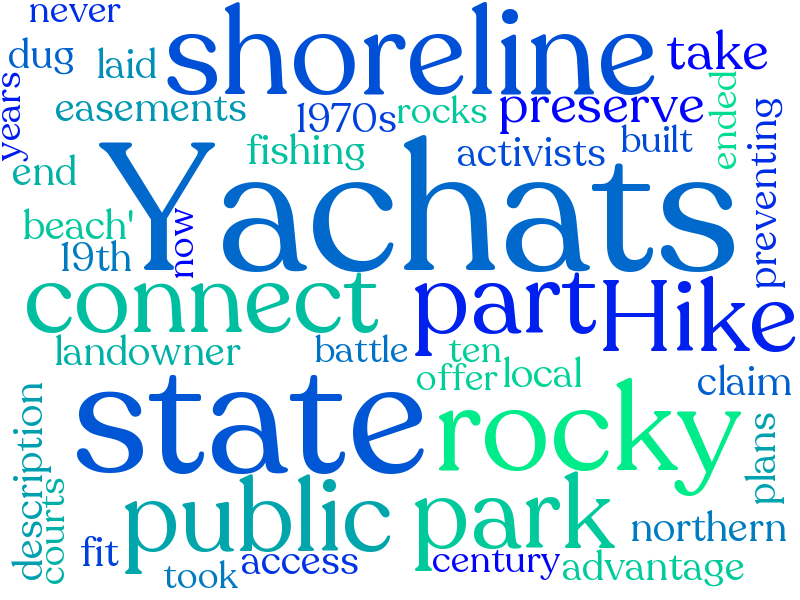 never
shoreline
take
dug
laid
years
easements
1970s
rocks
preserve
ended
fishing
activists
built
preventing
end
Yachats
beach'
19th
now
connect
part
Hike
landowner
battle
ten
offer
local
claim
state
rocky
description
courts
plans
public
park
northern
fit
took
access
century
advantage